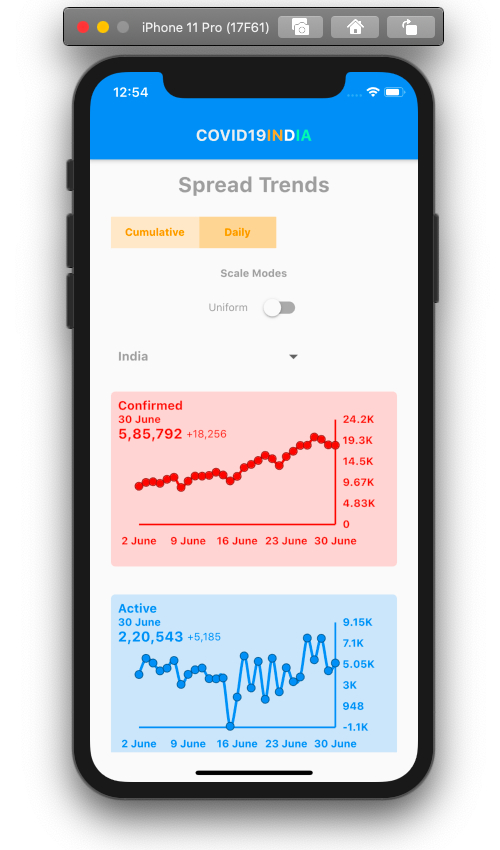 iPhone 11 Pro (17F61)
12:54
COVID19INDIA
Spread Trends
Cumulative Daily
Scale Modes
Uniform
India
Confirmed
30 June
5,85,792 +18,256
24.2K
19.3K
14.5K
9.67K
4.83K
0
2 June 9 June 16 June 23 June 30 June
Active
30 June
2,20,543 +5,185
9.15K
7.1K
5.05K
3K
948
-1.1K
2 June 9 June 16 June 23 June 30 June